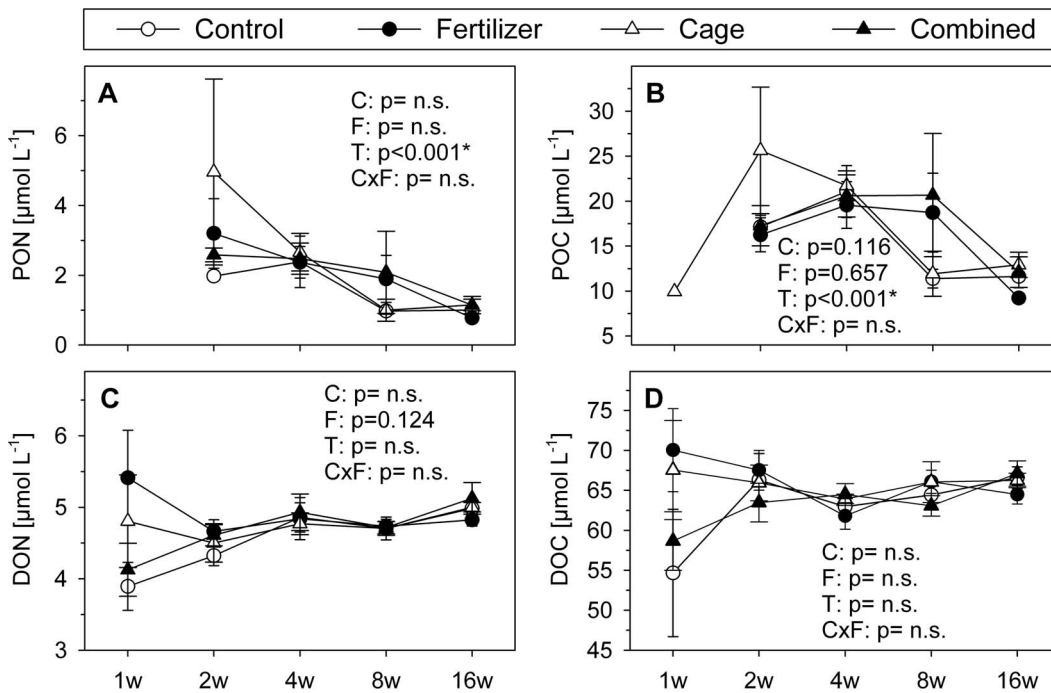 Control Fertilizer Cage Combined
A
C: p= n.s.
F: p= n.s.
T: p<0.001*
CxF: p= n.s.
PON [µmol L⁻¹]
6
4
2
0
B
C: p=0.116
F: p=0.657
T: p<0.001*
CxF: p= n.s.
POC [µmol L⁻¹]
30
25
20
15
10
5
C
C: p= n.s.
F: p=0.124
T: p= n.s.
CxF: p= n.s.
DON [µmol L⁻¹]
6
5
4
3
1w 2w 4w 8w 16w
D
C: p= n.s.
F: p= n.s.
T: p= n.s.
CxF: p= n.s.
DOC [µmol L⁻¹]
75
70
65
60
55
50
45
1w 2w 4w 8w 16w